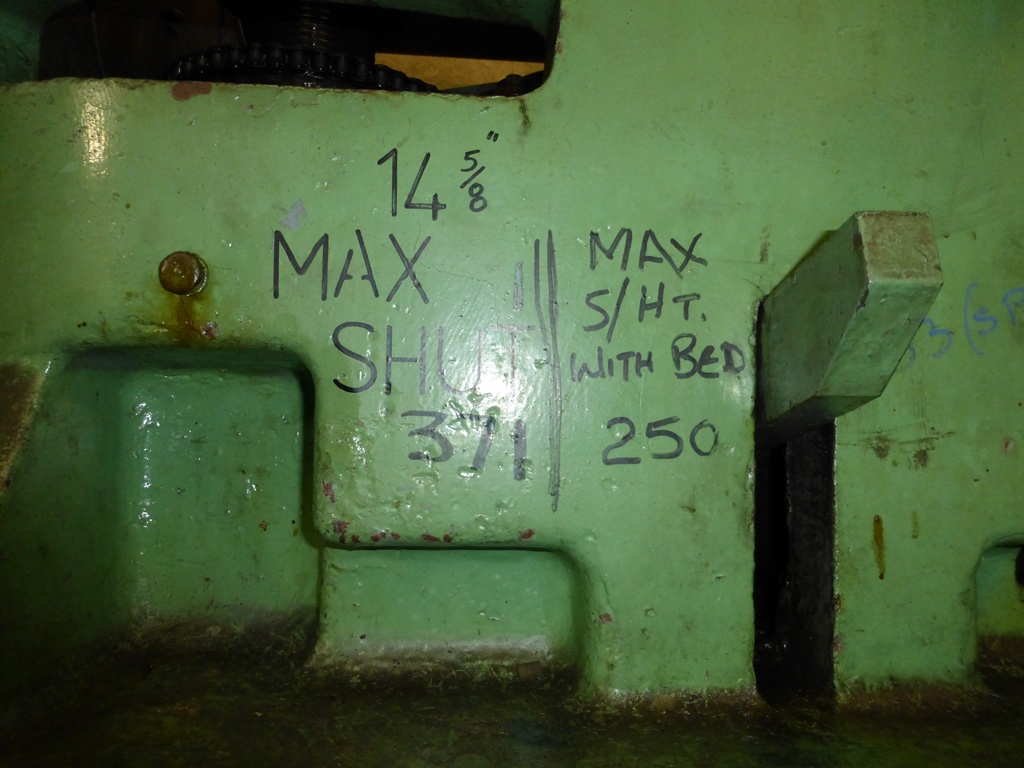 14 5/8"
MAX
SHUT
371
MAX
S/HT.
WITH BED
250